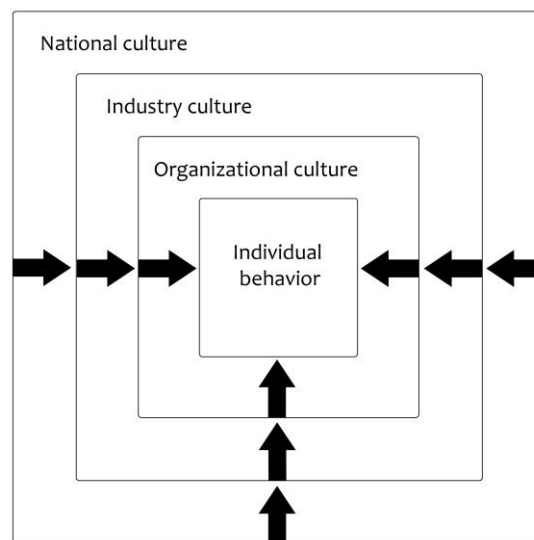 National culture
Industry culture
Organizational culture
Individual
behavior